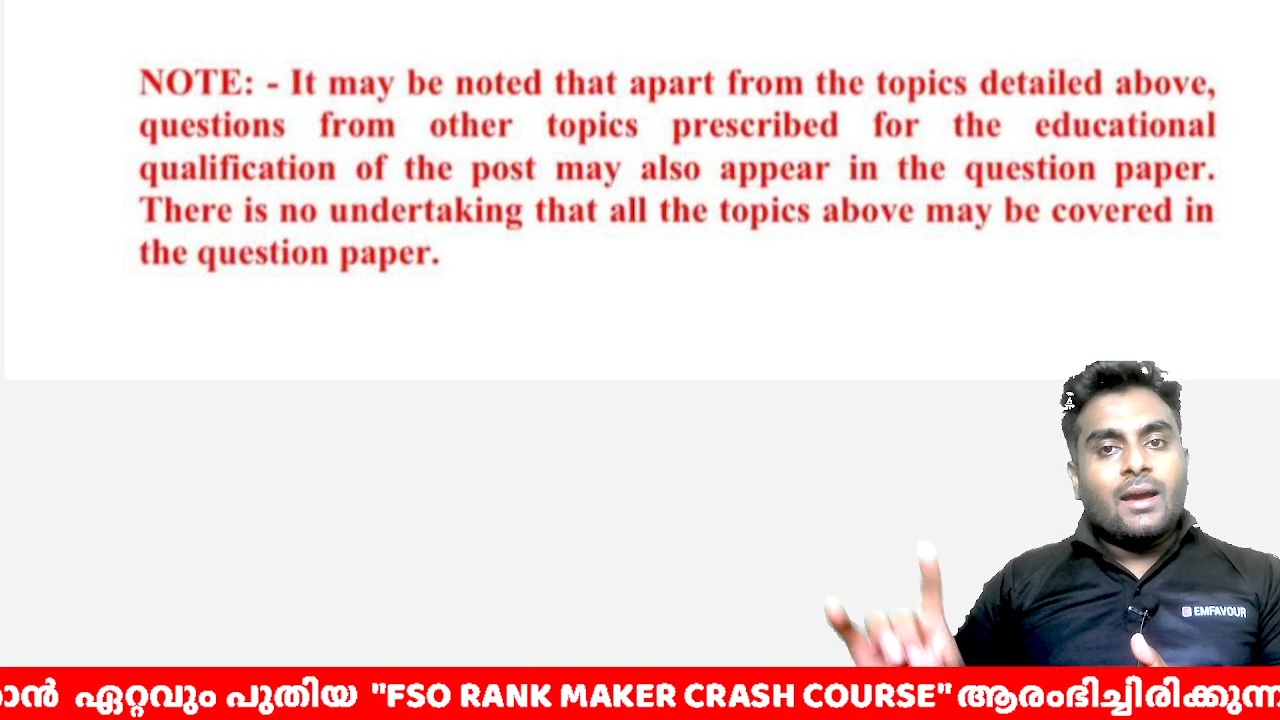 NOTE: - It may be noted that apart from the topics detailed above,
questions from other topics prescribed for the educational
qualification of the post may also appear in the question paper.
There is no undertaking that all the topics above may be covered in
the question paper.
EMFAVOUR
ഏറ്റവും പുതിയ "FSO RANK MAKER CRASH COURSE"